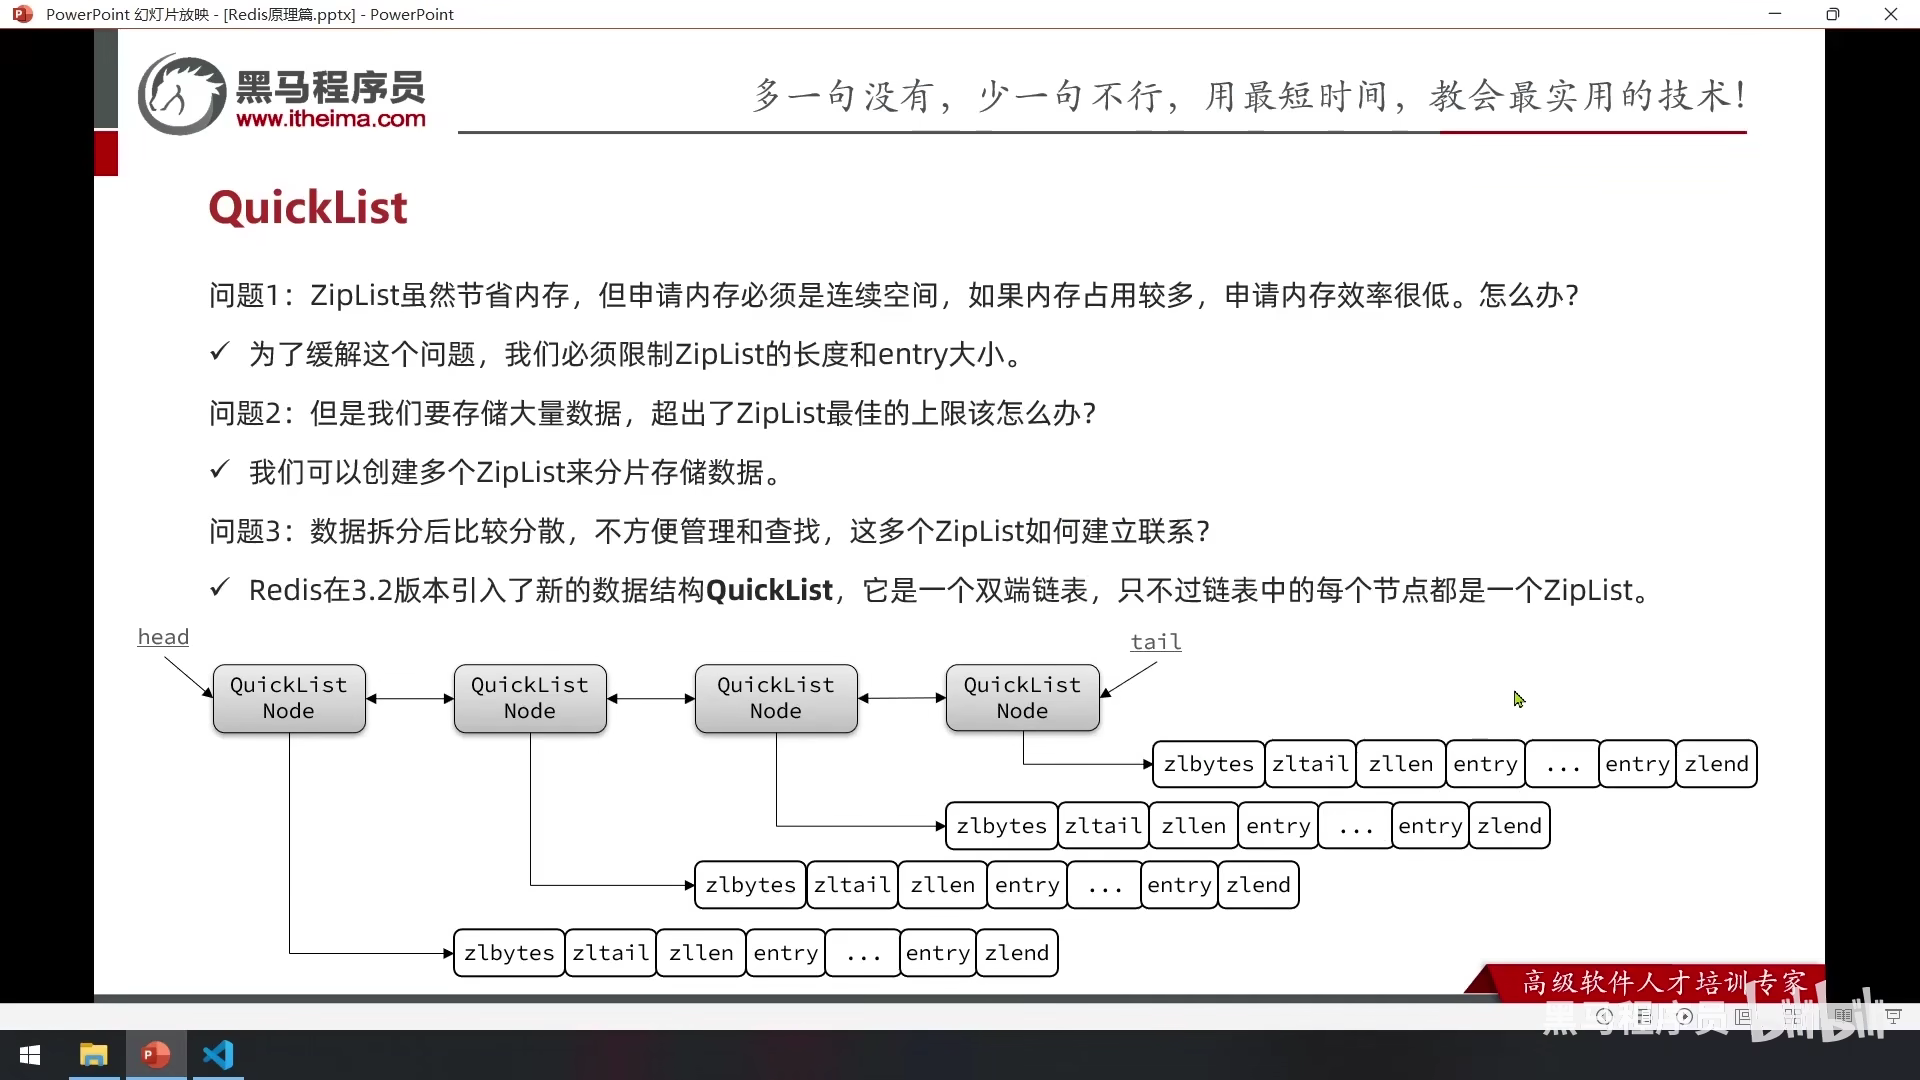 PowerPoint 幻灯片放映 - [Redis原理篇.pptx] - PowerPoint
黑马程序员
www.itheima.com
多一句没有，少一句不行，用最短时间，教会最实用的技术！
QuickList
问题1：ZipList虽然节省内存，但申请内存必须是连续空间，如果内存占用较多，申请内存效率很低。怎么办？
✓ 为了缓解这个问题，我们必须限制ZipList的长度和entry大小。
问题2：但是我们要存储大量数据，超出了ZipList最佳的上限该怎么办？
✓ 我们可以创建多个ZipList来分片存储数据。
问题3：数据拆分后比较分散，不方便管理和查找，这多个ZipList如何建立联系？
✓ Redis在3.2版本引入了新的数据结构QuickList，它是一个双端链表，只不过链表中的每个节点都是一个ZipList。
head
tail
QuickList Node
QuickList Node
QuickList Node
QuickList Node
zlbytes zltail zllen entry ... entry zlend
zlbytes zltail zllen entry ... entry zlend
zlbytes zltail zllen entry ... entry zlend
zlbytes zltail zllen entry ... entry zlend
高级软件人才培训专家
黑马程序员 bilibili